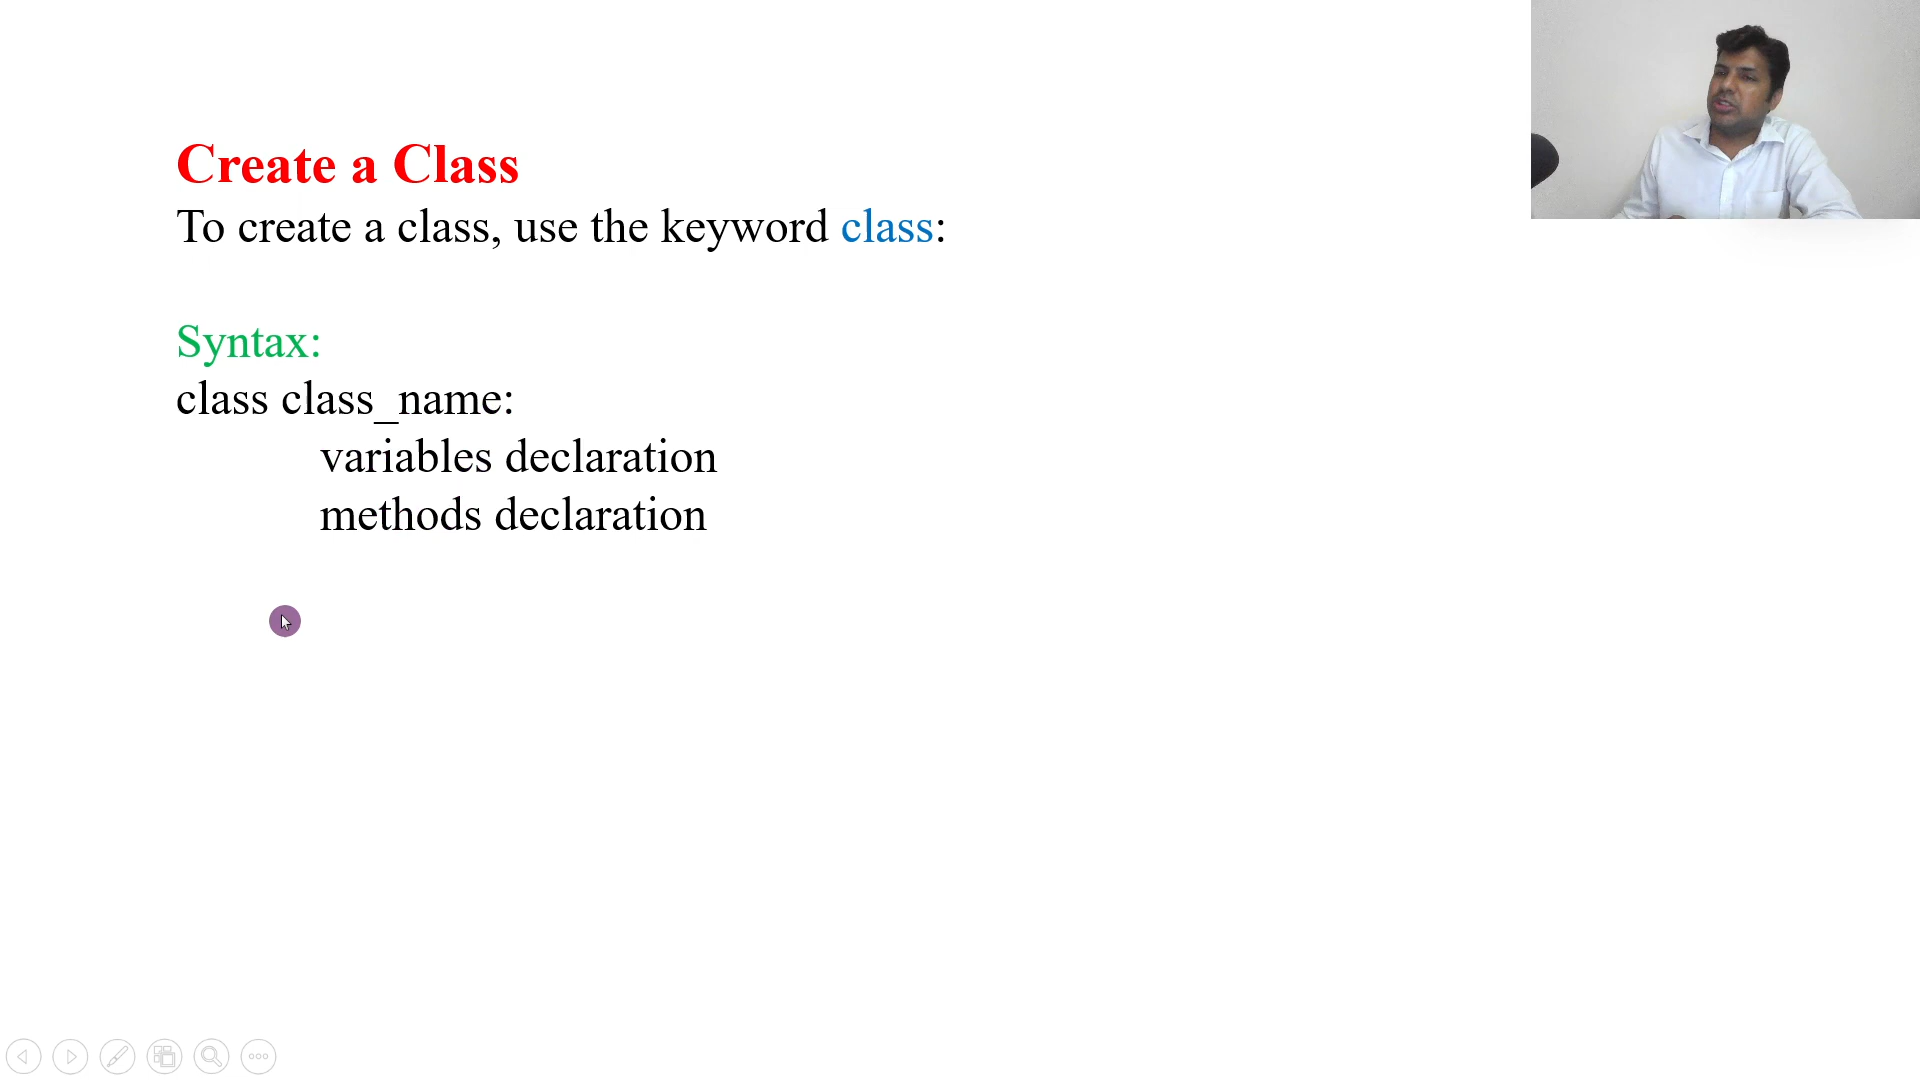 Create a Class
To create a class, use the keyword class:
Syntax:
class class_name:
variables declaration
methods declaration